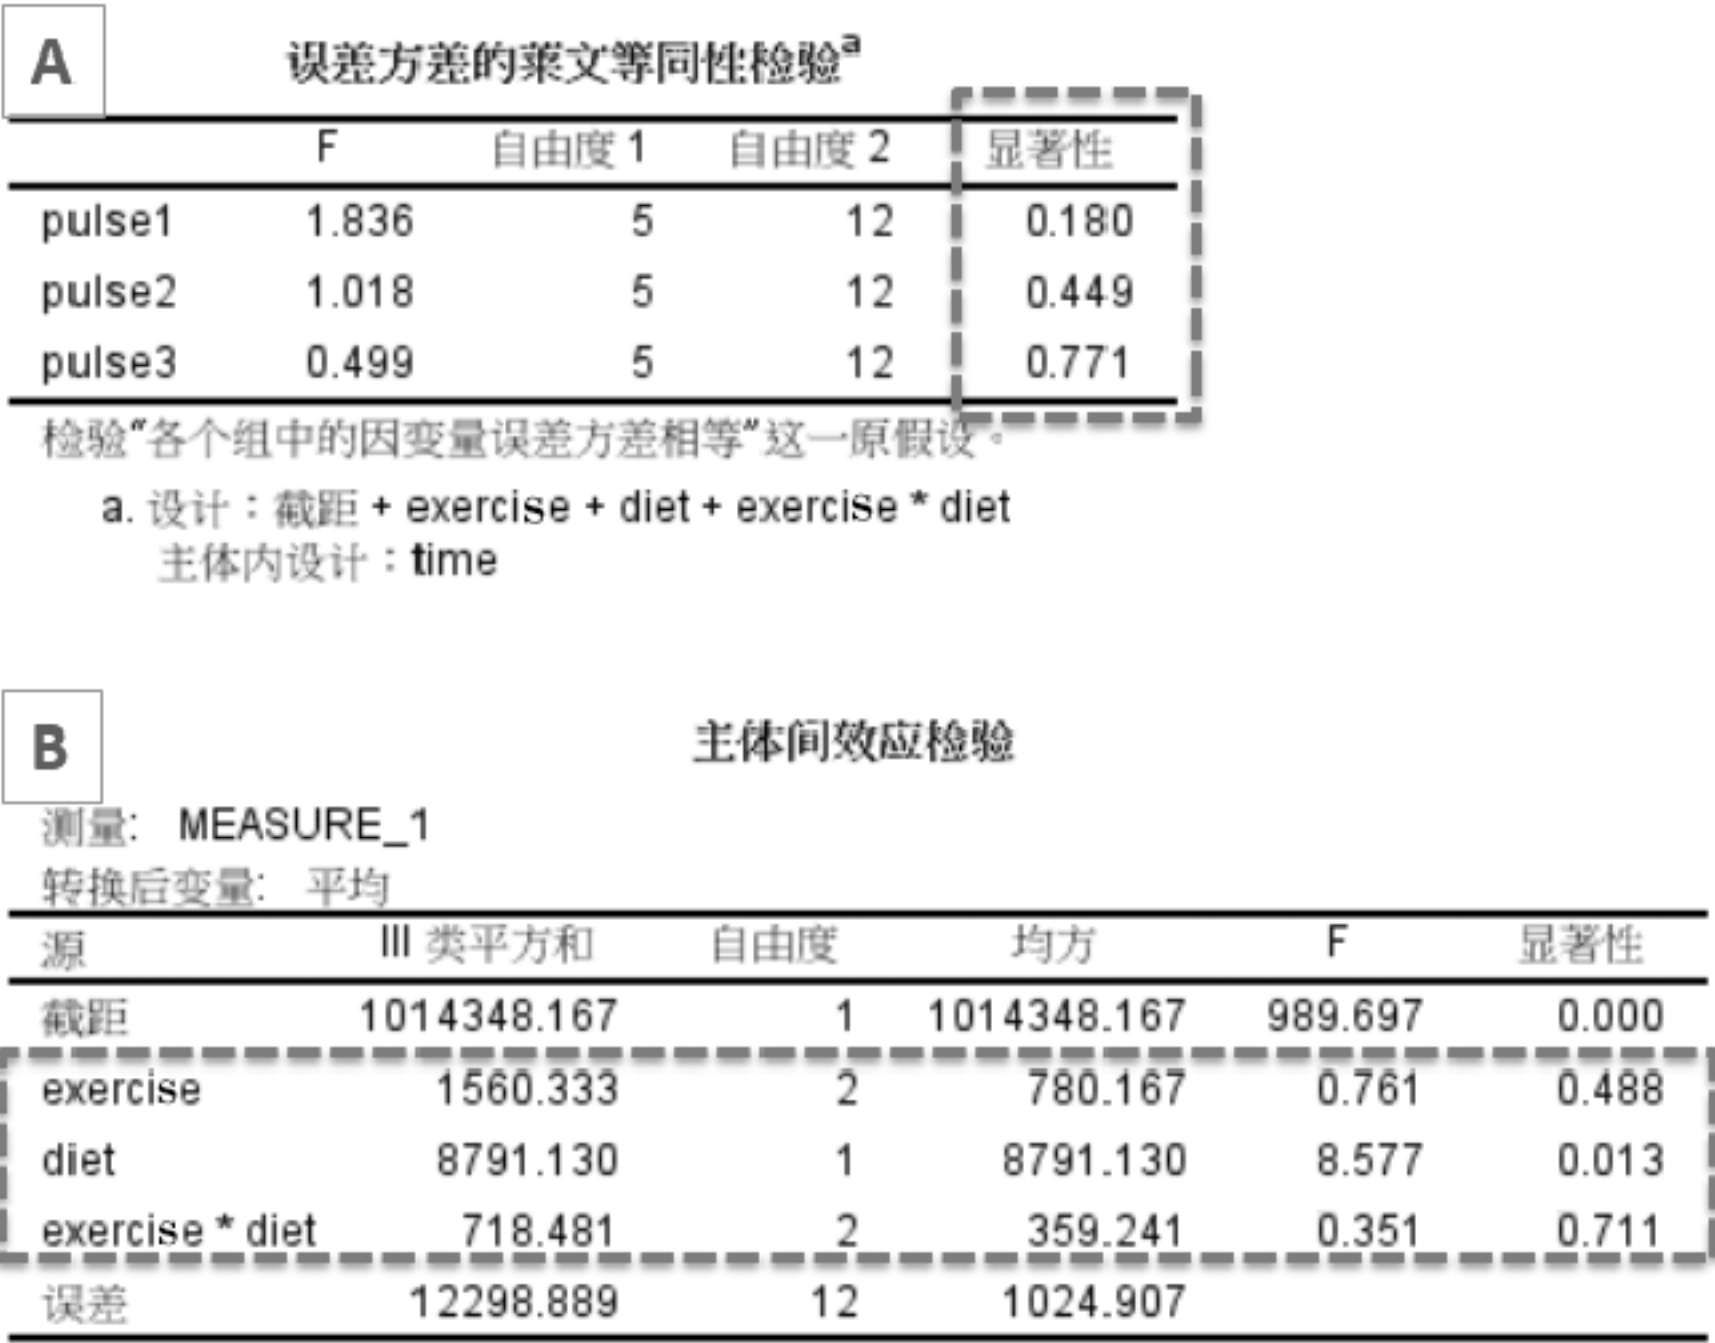 A
误差方差的莱文等同性检验a
F 自由度 1 自由度 2 显著性
pulse1 1.836 5 12 0.180
pulse2 1.018 5 12 0.449
pulse3 0.499 5 12 0.771
检验“各个组中的因变量误差方差相等”这一原假设。
a. 设计：截距 + exercise + diet + exercise * diet
主体内设计：time
B
主体间效应检验
测量: MEASURE_1
转换后变量: 平均
源 III 类平方和 自由度 均方 F 显著性
截距 1014348.167 1 1014348.167 989.697 0.000
exercise 1560.333 2 780.167 0.761 0.488
diet 8791.130 1 8791.130 8.577 0.013
exercise * diet 718.481 2 359.241 0.351 0.711
误差 12298.889 12 1024.907